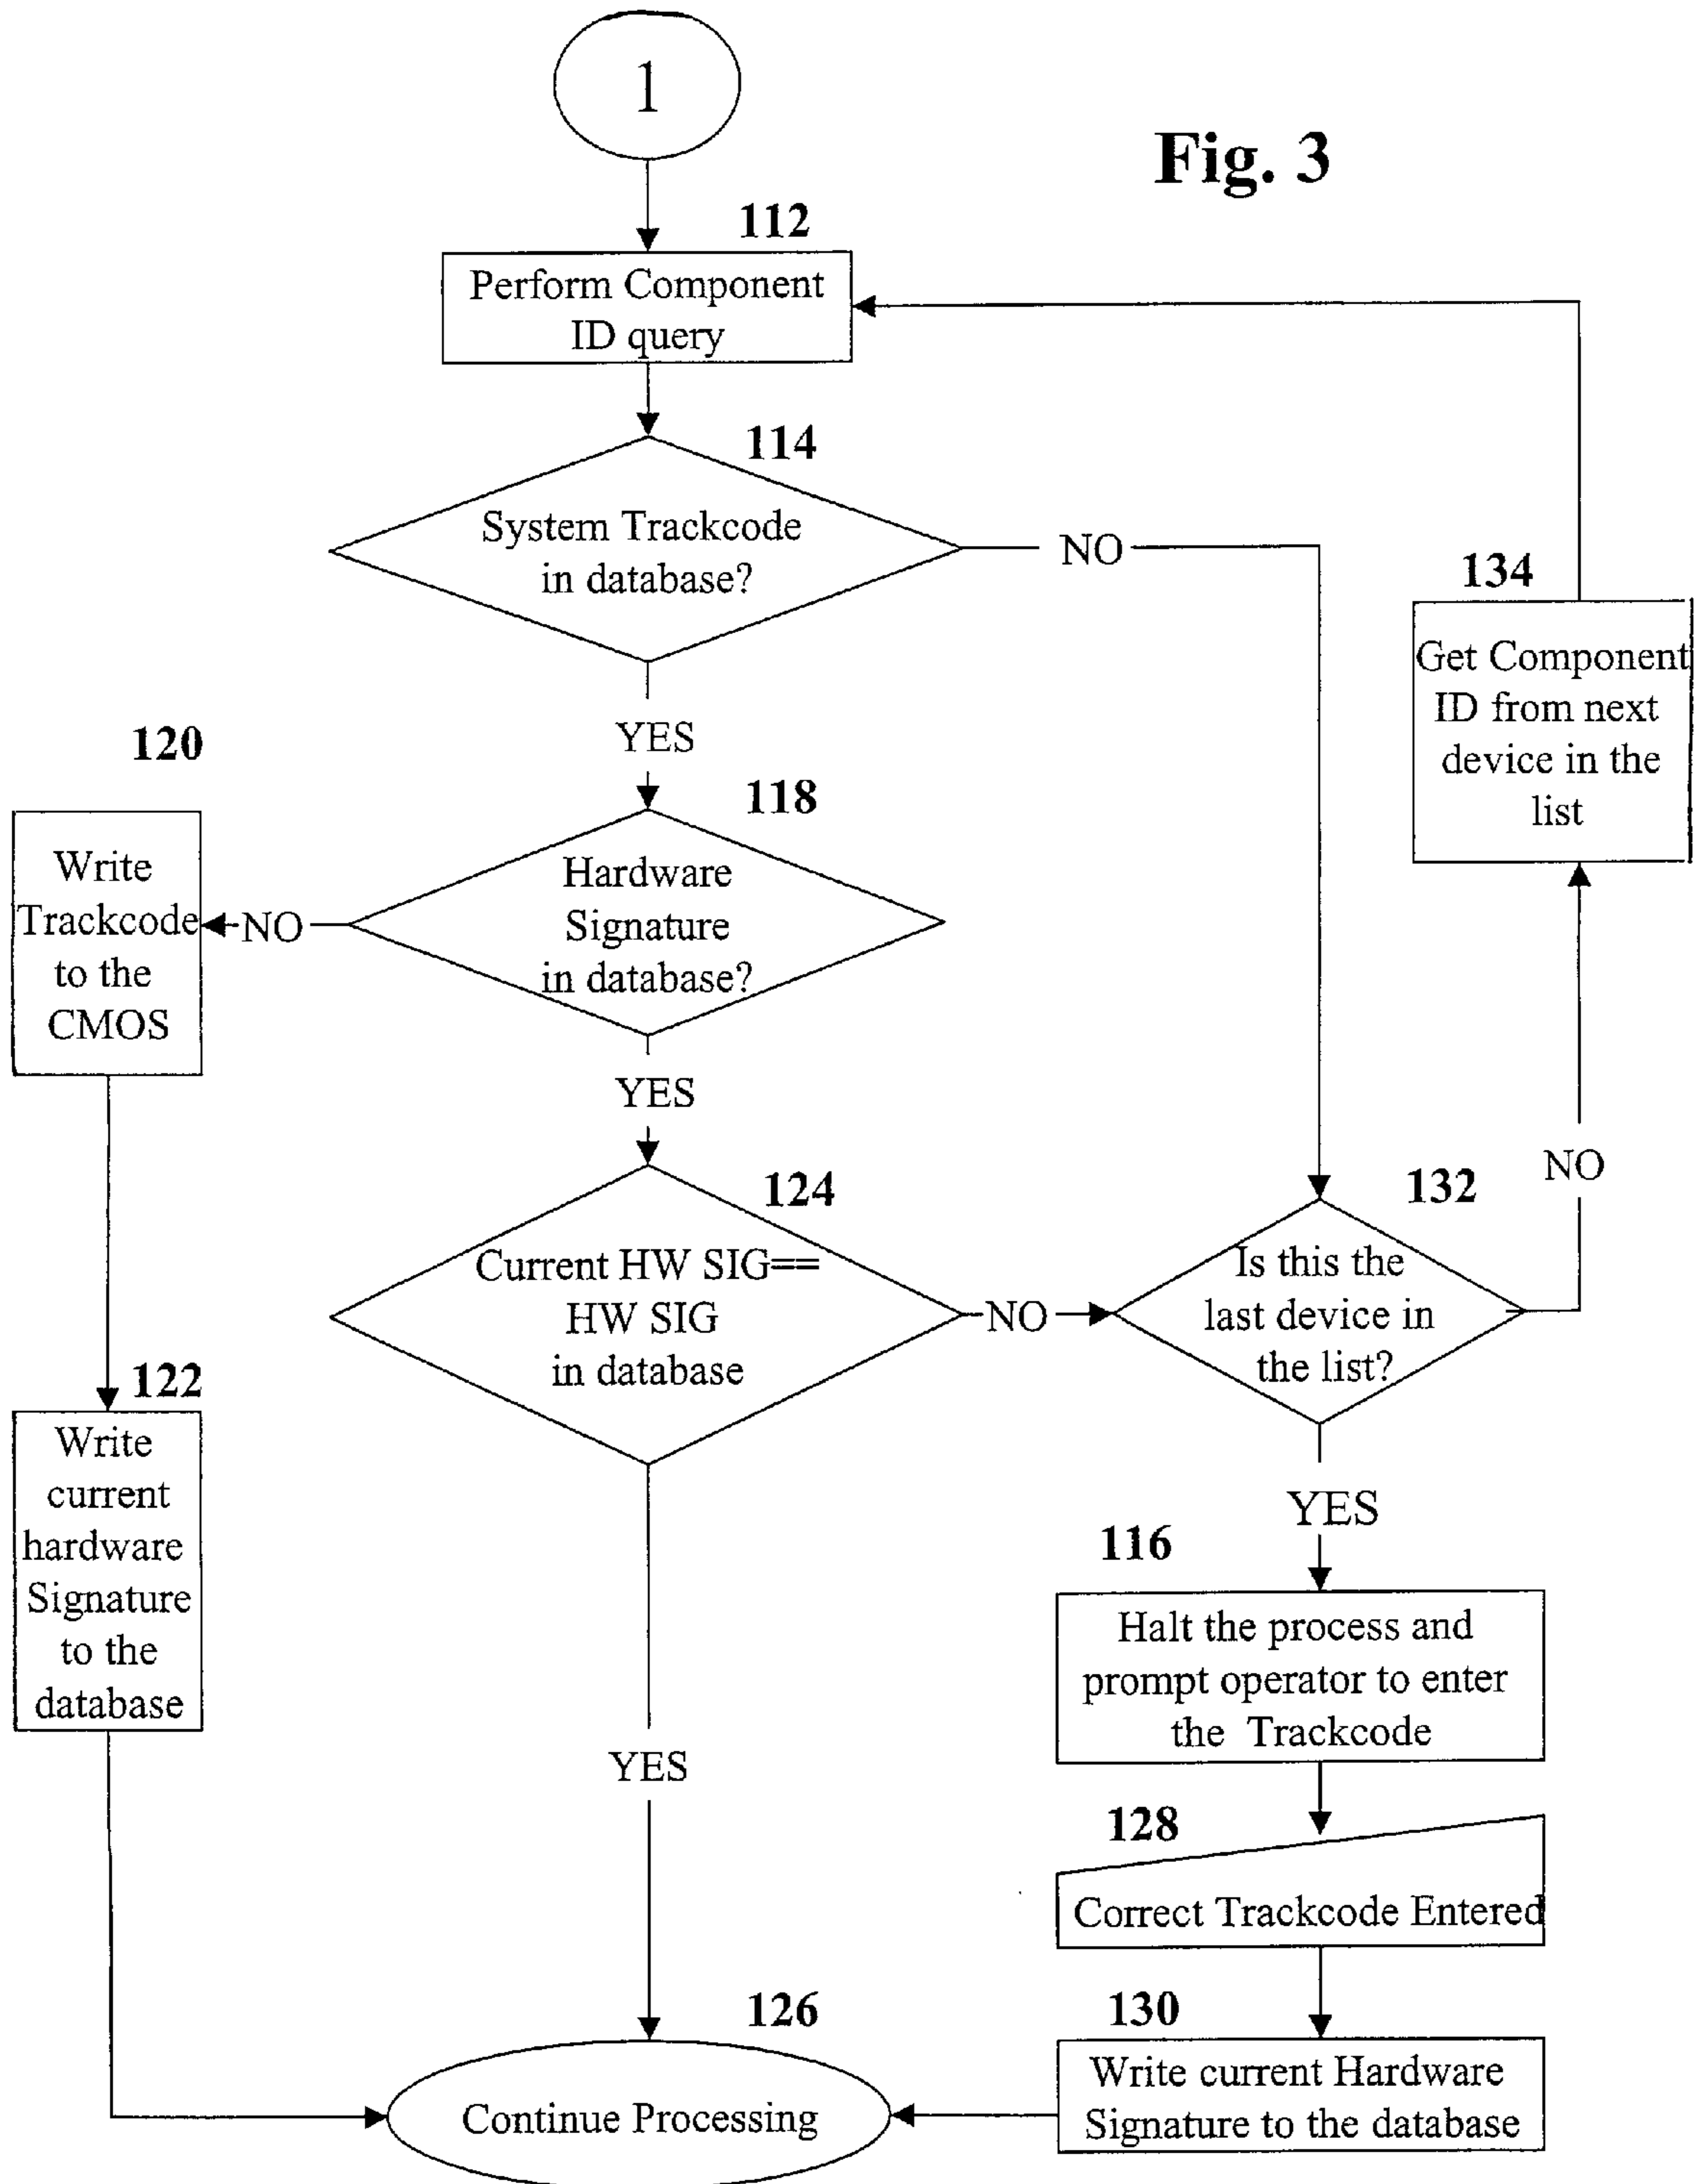 1
Fig. 3
112
Perform Component
ID query
114
System Trackcode
in database?
NO
134
Get Component
ID from next
device in the
list
YES
120
118
Write
Trackcode
to the
CMOS
NO
Hardware
Signature
in database?
YES
NO
124
132
Current HW SIG==
HW SIG
in database
NO
Is this the
last device in
the list?
122
Write
current
hardware
Signature
to the
database
YES
116
Halt the process and
prompt operator to enter
the Trackcode
YES
128
Correct Trackcode Entered
126
130
Continue Processing
Write current Hardware
Signature to the database